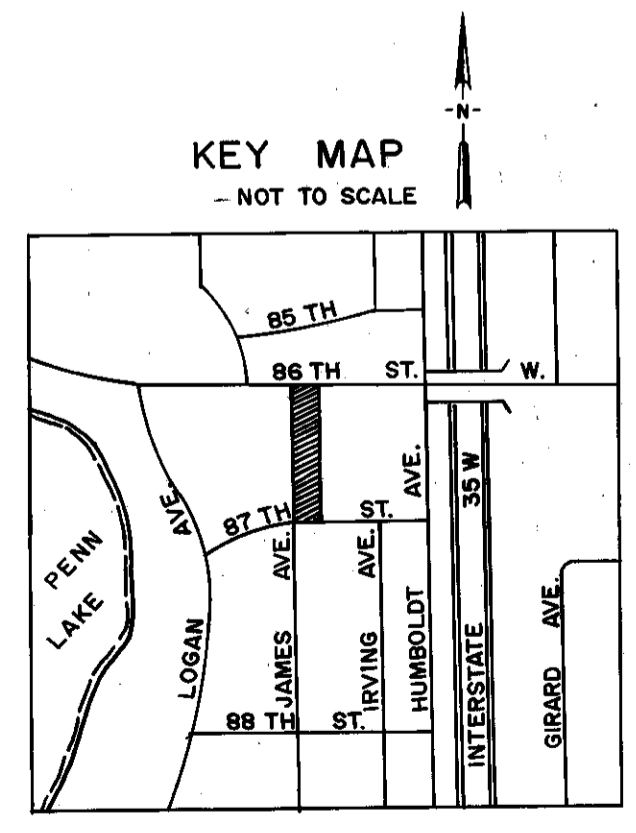 -N-
KEY MAP
- NOT TO SCALE
85 TH
86 TH ST. W.
87 TH ST.
LOGAN AVE.
JAMES AVE.
IRVING AVE.
HUMBOLDT AVE.
INTERSTATE 35 W
GIRARD AVE.
PENN
LAKE
88 TH ST.